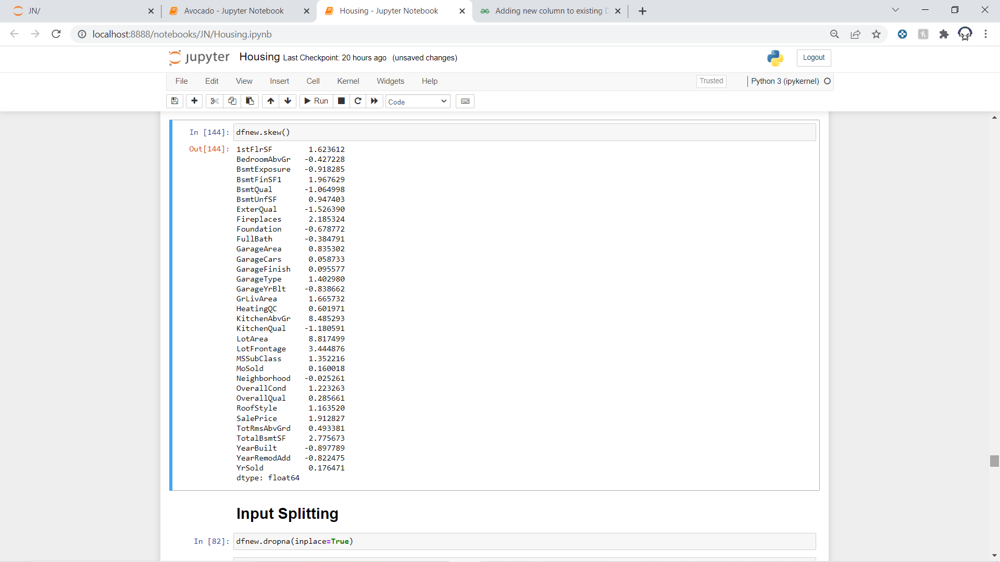 JN/
Avocado - Jupyter Notebook
Housing - Jupyter Notebook
Adding new column to existing
localhost:8888/notebooks/JN/Housing.ipynb
jupyter Housing Last Checkpoint: 20 hours ago (unsaved changes)
Logout
File Edit View Insert Cell Kernel Widgets Help
Trusted
Python 3 (ipykernel)
Run
Code
In [144]: dfnew.skew()
Out[144]: 1stFlrSF 1.623612
BedroomAbvGr -0.427228
BsmtExposure -0.918285
BsmtFinSF1 1.967629
BsmtQual -1.064998
BsmtUnfSF 0.947403
ExterQual -1.526390
Fireplaces 2.185324
Foundation -0.678772
FullBath -0.384791
GarageArea 0.835302
GarageCars 0.058733
GarageFinish 0.095577
GarageType 1.402980
GarageYrBlt -0.838662
GrLivArea 1.665732
HeatingQC 0.601971
KitchenAbvGr 8.485293
KitchenQual -1.180591
LotArea 8.817499
LotFrontage 3.444876
MSSubClass 1.352216
MoSold 0.160018
Neighborhood -0.025261
OverallCond 1.223263
OverallQual 0.285661
RoofStyle 1.163520
SalePrice 1.912827
TotRmsAbvGrd 0.493381
TotalBsmtSF 2.775673
YearBuilt -0.897789
YearRemodAdd -0.822475
YrSold 0.176471
dtype: float64
Input Splitting
In [82]: dfnew.dropna(inplace=True)